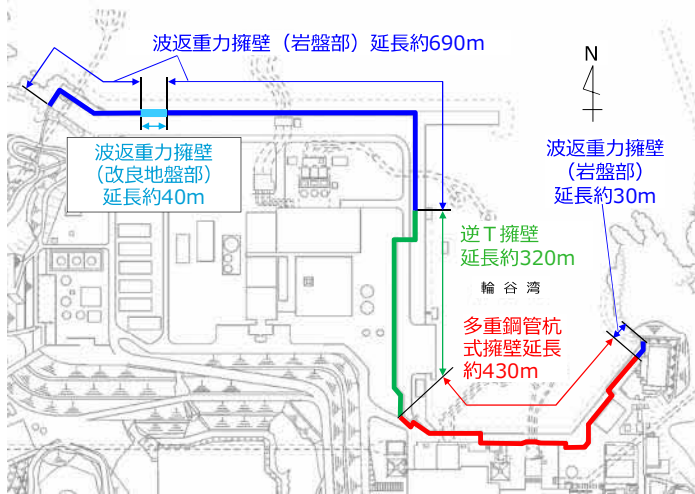 波返重力擁壁（岩盤部）延長約690m
N
波返重力擁壁
（改良地盤部）
延長約40m
波返重力擁壁
（岩盤部）
延長約30m
逆Ｔ擁壁
延長約320m
輪谷湾
多重鋼管杭
式擁壁延長
約430m